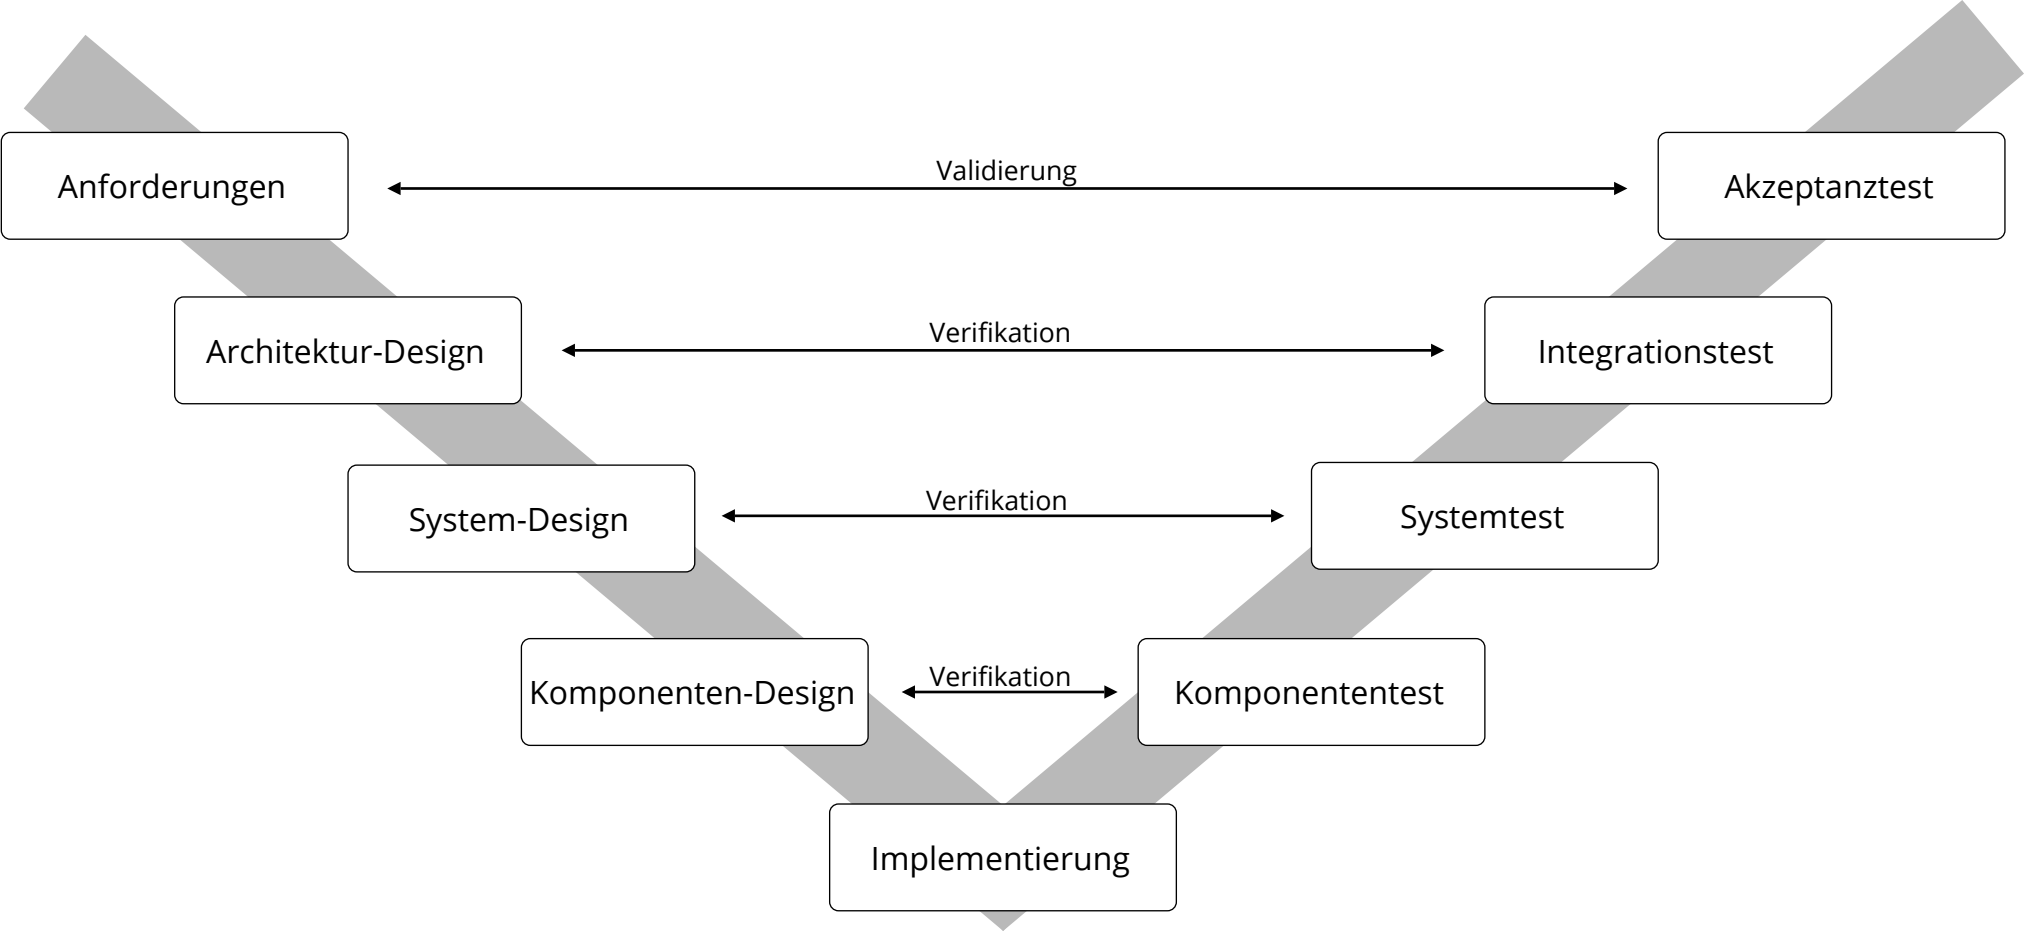 Validierung
Anforderungen
Akzeptanztest
Verifikation
Architektur-Design
Integrationstest
Verifikation
System-Design
Systemtest
Verifikation
Komponenten-Design
Komponententest
Implementierung